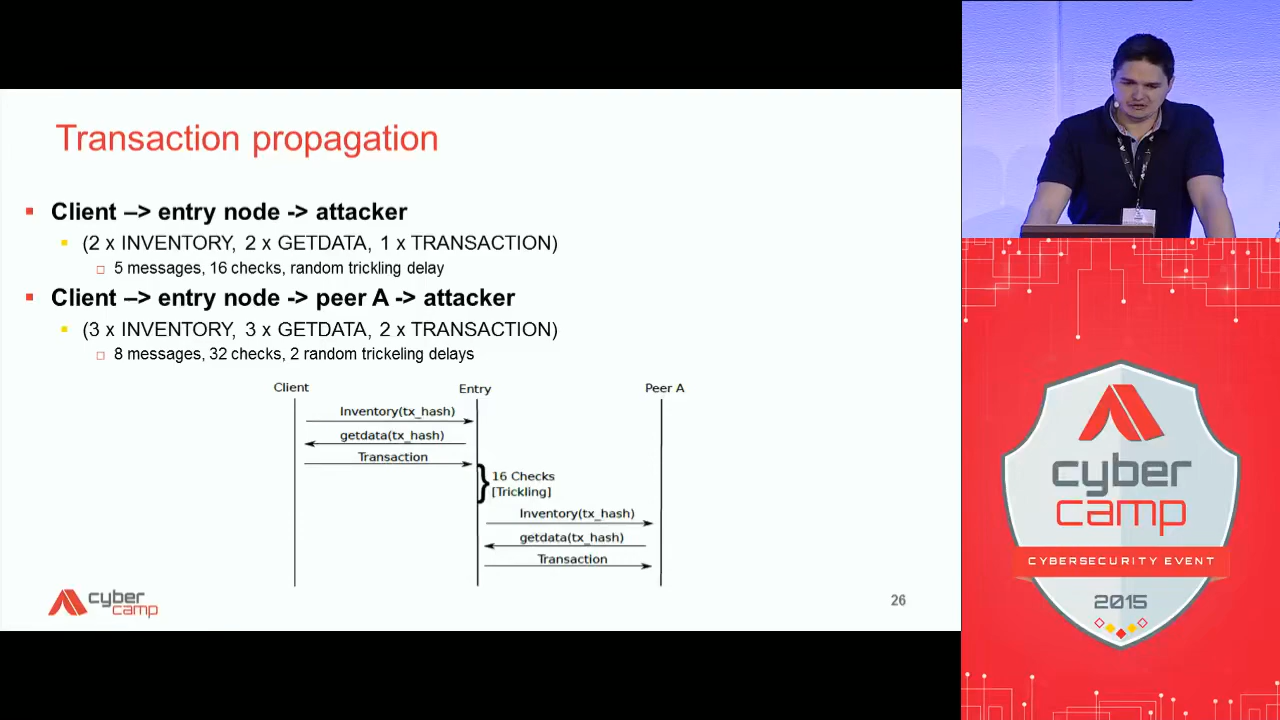 Transaction propagation
Client –> entry node -> attacker
(2 x INVENTORY, 2 x GETDATA, 1 x TRANSACTION)
5 messages, 16 checks, random trickling delay
Client –> entry node -> peer A -> attacker
(3 x INVENTORY, 3 x GETDATA, 2 x TRANSACTION)
8 messages, 32 checks, 2 random trickeling delays
Client
Entry
Peer A
Inventory(tx_hash)
getdata(tx_hash)
Transaction
16 Checks
[Trickling]
Inventory(tx_hash)
getdata(tx_hash)
Transaction
cyber
camp
26
cyber
camp
CYBERSECURITY EVENT
2015